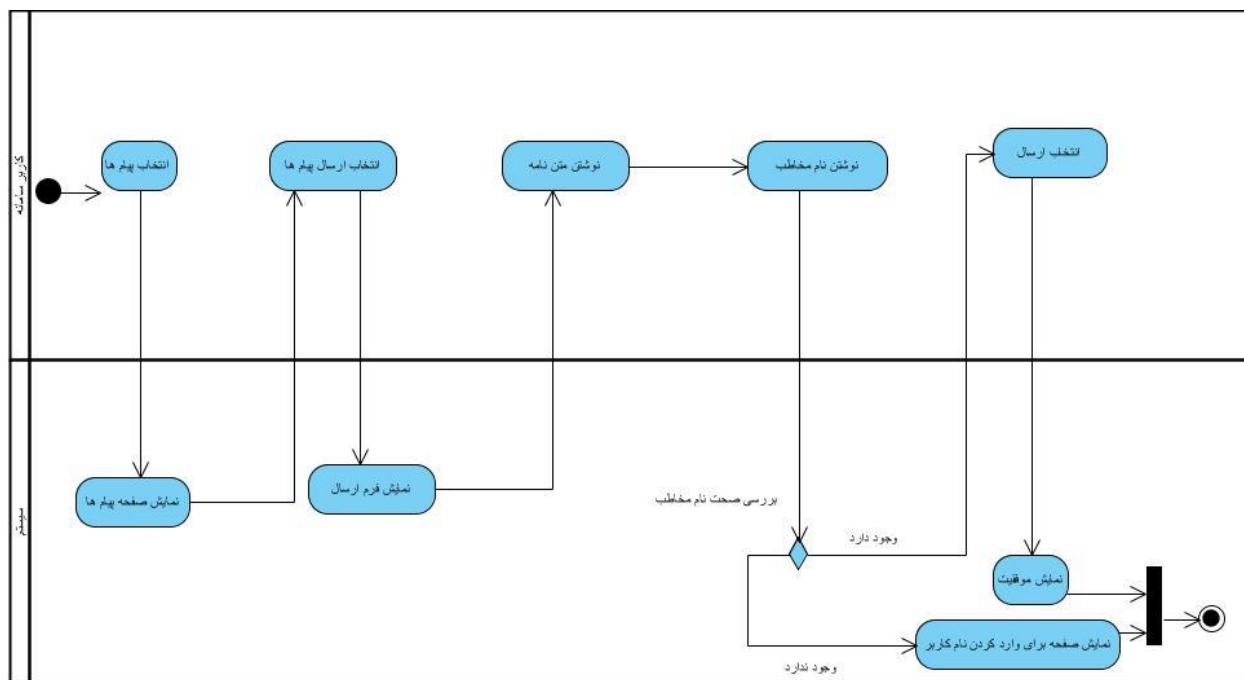 کاربر سامانه
انتخاب پیام ها
انتخاب ارسال پیام ها
نوشتن متن نامه
نوشتن نام مخاطب
انتخاب ارسال
سیستم
نمایش صفحه پیام ها
نمایش فرم ارسال
بررسی صحت نام مخاطب
وجود دارد
وجود ندارد
نمایش موفقیت
نمایش صفحه برای وارد کردن نام کاربر